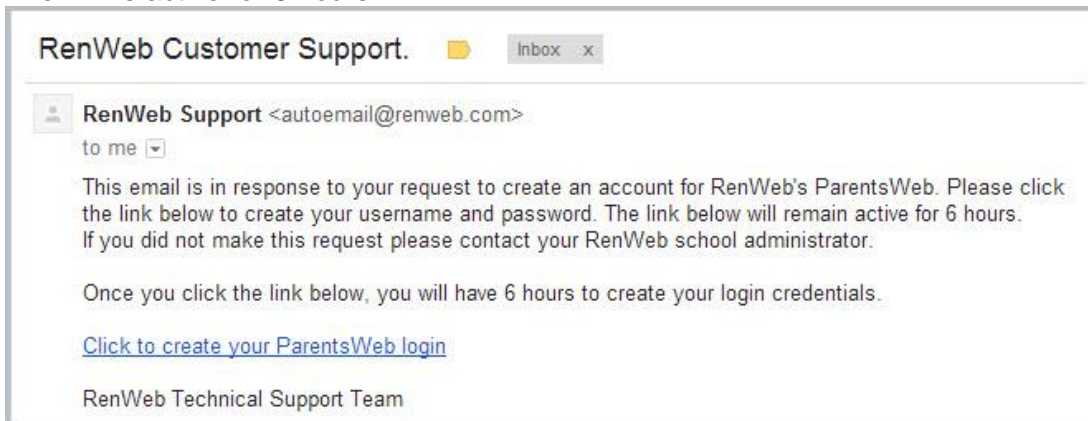 RenWeb Customer Support.
Inbox x
RenWeb Support <autoemail@renweb.com>
to me
This email is in response to your request to create an account for RenWeb's ParentsWeb. Please click
the link below to create your username and password. The link below will remain active for 6 hours.
If you did not make this request please contact your RenWeb school administrator.
Once you click the link below, you will have 6 hours to create your login credentials.
Click to create your ParentsWeb login
RenWeb Technical Support Team